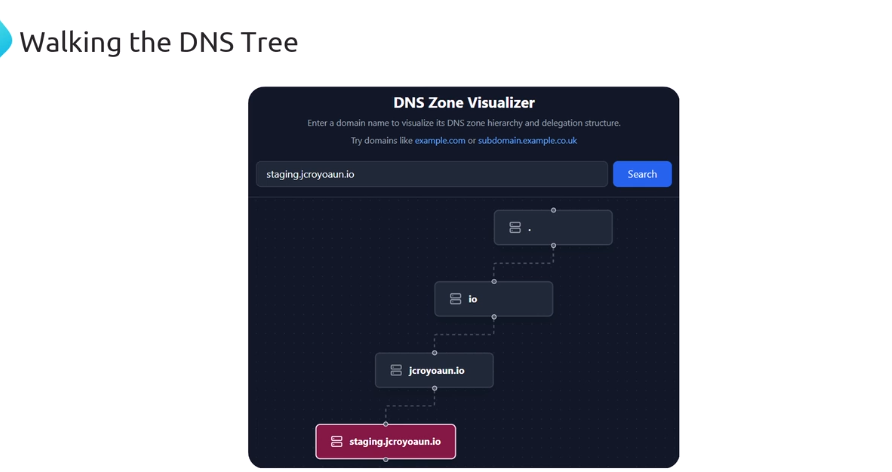 Walking the DNS Tree
DNS Zone Visualizer
Enter a domain name to visualize its DNS zone hierarchy and delegation structure.
Try domains like example.com or subdomain.example.co.uk
staging.jcroyoaun.io
Search
.
io
jcroyoaun.io
staging.jcroyoaun.io